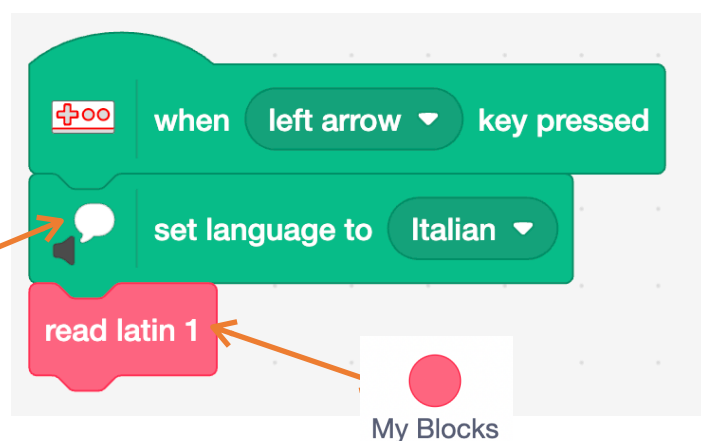 when left arrow key pressed
set language to Italian
read latin 1
My Blocks